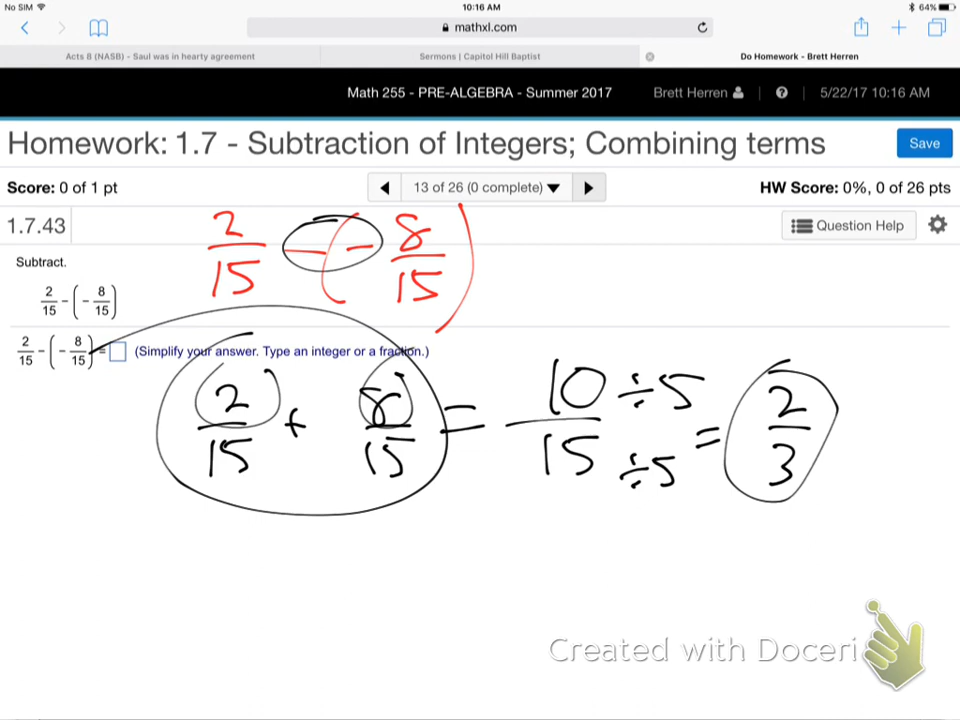 No SIM 10:16 AM 64%
mathxl.com
Acts 8 (NASB) - Saul was in hearty agreement Sermons | Capitol Hill Baptist Do Homework - Brett Herren
Math 255 - PRE-ALGEBRA - Summer 2017 Brett Herren | ? | 5/22/17 10:16 AM
Homework: 1.7 - Subtraction of Integers; Combining terms Save
Score: 0 of 1 pt 13 of 26 (0 complete) HW Score: 0%, 0 of 26 pts
1.7.43 Question Help
2/15 - (- 8/15)
Subtract.
2/15 - (- 8/15)
2/15 - (- 8/15) = (Simplify your answer. Type an integer or a fraction.)
2/15 + 8/15 = 10 ÷5/15 ÷5 = 2/3
Created with Doceri